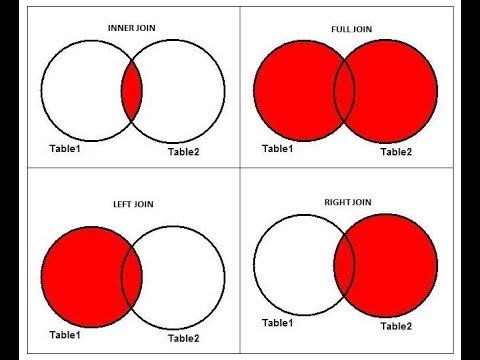 INNER JOIN
Table1
Table2
FULL JOIN
Table1
Table2
LEFT JOIN
Table1
Table2
RIGHT JOIN
Table1
Table2